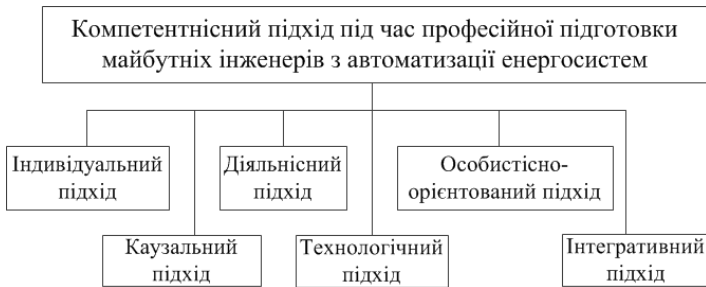 Компетентнісний підхід під час професійної підготовки
майбутніх інженерів з автоматизації енергосистем
Індивідуальний
підхід
Діяльнісний
підхід
Особистісно-
орієнтований підхід
Каузальний
підхід
Технологічний
підхід
Інтегративний
підхід